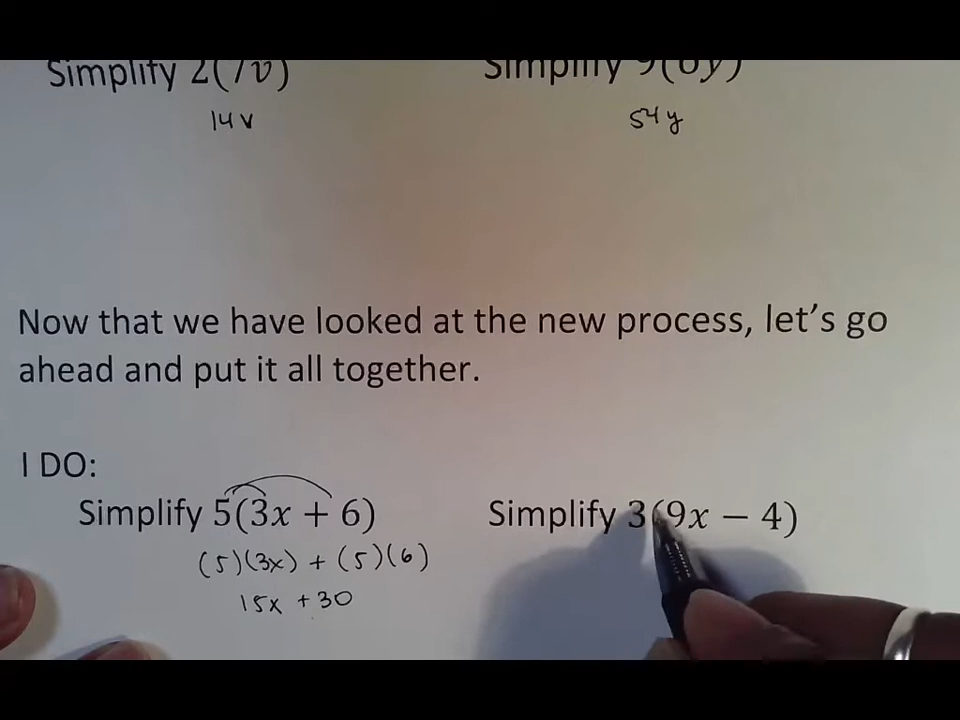 Simplify 2(7v) Simplify 9(6y)
14v 54y
Now that we have looked at the new process, let's go
ahead and put it all together.
I DO:
Simplify 5(3x + 6) Simplify 3(9x − 4)
(5)(3x) + (5)(6)
15x + 30